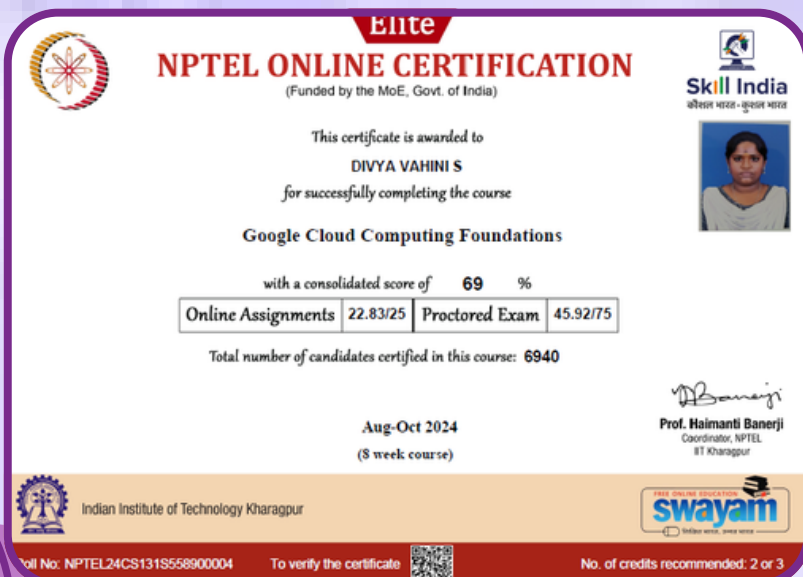 Elite
NPTEL ONLINE CERTIFICATION
(Funded by the MoE, Govt. of India)
Skill India
कौशल भारत - कुशल भारत
This certificate is awarded to
DIVYA VAHINI S
for successfully completing the course
Google Cloud Computing Foundations
with a consolidated score of 69 %
Online Assignments 22.83/25 Proctored Exam 45.92/75
Total number of candidates certified in this course: 6940
Prof. Haimanti Banerji
Coordinator, NPTEL
IIT Kharagpur
Aug-Oct 2024
(8 week course)
Indian Institute of Technology Kharagpur
FREE ONLINE EDUCATION
swayam
शिक्षित भारत, उन्नत भारत
oll No: NPTEL24CS131S558900004 To verify the certificate No. of credits recommended: 2 or 3